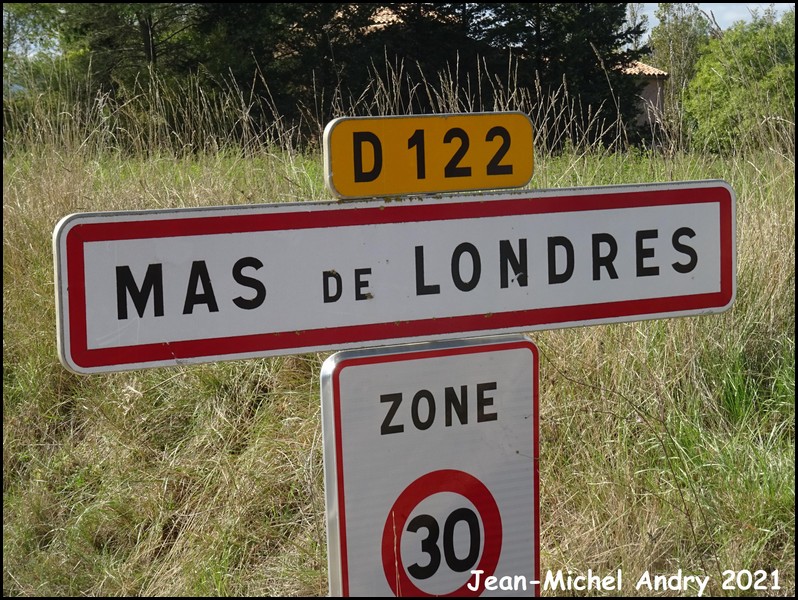 D 122
MAS DE LONDRES
ZONE
30
Jean-Michel Andry 2021